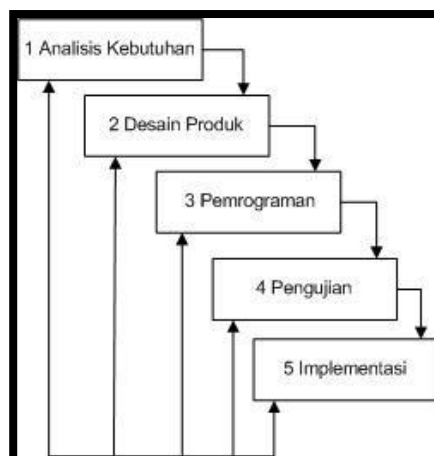 1 Analisis Kebutuhan
2 Desain Produk
3 Pemrograman
4 Pengujian
5 Implementasi